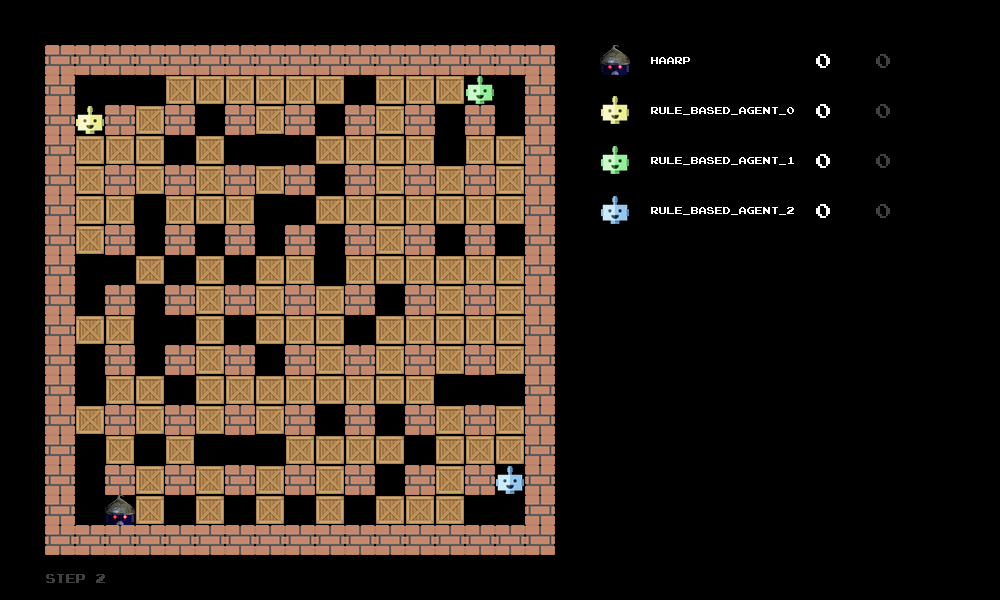 HAARP 0 0
RULE_BASED_AGENT_0 0 0
RULE_BASED_AGENT_1 0 0
RULE_BASED_AGENT_2 0 0
STEP 2